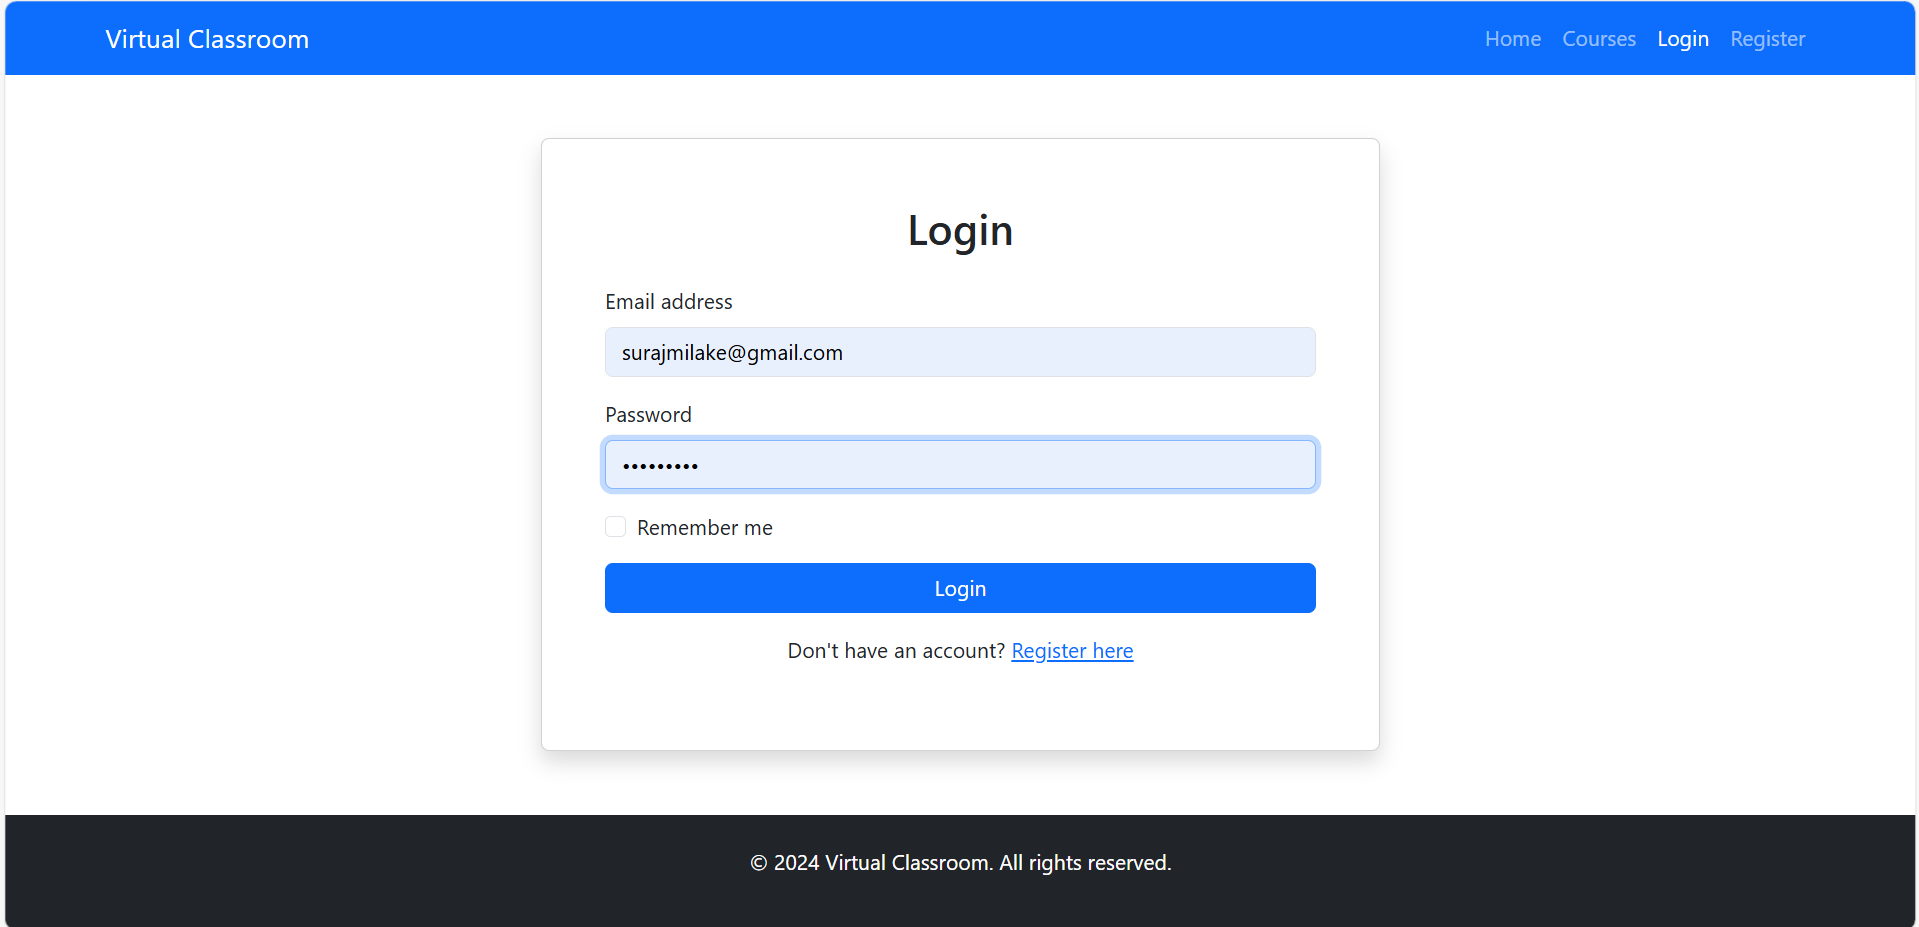 Virtual Classroom
Home Courses Login Register
Login
Email address
surajmilake@gmail.com
Password
•••••••••
Remember me
Login
Don't have an account? Register here
© 2024 Virtual Classroom. All rights reserved.